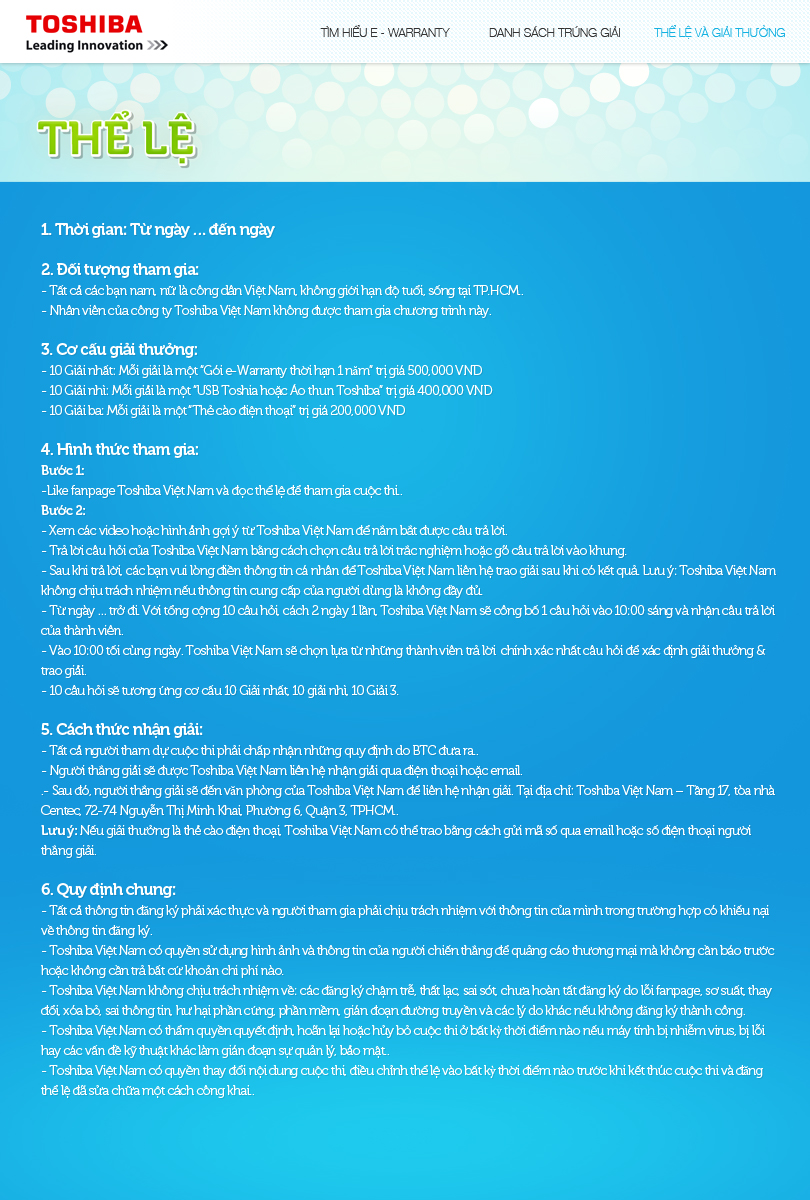 TOSHIBA
Leading Innovation >>>
TÌM HIỂU E - WARRANTY
DANH SÁCH TRÚNG GIẢI
THỂ LỆ VÀ GIẢI THƯỞNG
THỂ LỆ
1. Thời gian: Từ ngày … đến ngày
2. Đối tượng tham gia:
- Tất cả các bạn nam, nữ là công dân Việt Nam, không giới hạn độ tuổi, sống tại TP.HCM..
- Nhân viên của công ty Toshiba Việt Nam không được tham gia chương trình này.
3. Cơ cấu giải thưởng:
- 10 Giải nhất: Mỗi giải là một “Gói e-Warranty thời hạn 1 năm” trị giá 500,000 VND
- 10 Giải nhì: Mỗi giải là một “USB Toshia hoặc Áo thun Toshiba” trị giá 400,000 VND
- 10 Giải ba: Mỗi giải là một “Thẻ cào điện thoại” trị giá 200,000 VND
4. Hình thức tham gia:
Bước 1:
-Like fanpage Toshiba Việt Nam và đọc thể lệ để tham gia cuộc thi..
Bước 2:
- Xem các video hoặc hình ảnh gợi ý từ Toshiba Việt Nam để nắm bắt được câu trả lời.
- Trả lời câu hỏi của Toshiba Việt Nam bằng cách chọn câu trả lời trắc nghiệm hoặc gõ câu trả lời vào khung.
- Sau khi trả lời, các bạn vui lòng điền thông tin cá nhân để Toshiba Việt Nam liên hệ trao giải sau khi có kết quả. Lưu ý: Toshiba Việt Nam
không chịu trách nhiệm nếu thông tin cung cấp của người dùng là không đầy đủ.
- Từ ngày … trở đi. Với tổng cộng 10 câu hỏi, cách 2 ngày 1 lần, Toshiba Việt Nam sẽ công bố 1 câu hỏi vào 10:00 sáng và nhận câu trả lời
của thành viên.
- Vào 10:00 tối cùng ngày. Toshiba Việt Nam sẽ chọn lựa từ những thành viên trả lời  chính xác nhất câu hỏi để xác định giải thưởng &
trao giải.
- 10 câu hỏi sẽ tương ứng cơ cấu 10 Giải nhất, 10 giải nhì, 10 Giải 3.
5. Cách thức nhận giải:
- Tất cả người tham dự cuộc thi phải chấp nhận những quy định do BTC đưa ra..
- Người thắng giải sẽ được Toshiba Việt Nam liên hệ nhận giải qua điện thoại hoặc email.
.- Sau đó, người thắng giải sẽ đến văn phòng của Toshiba Việt Nam để liên hệ nhận giải. Tại địa chỉ: Toshiba Việt Nam – Tầng 17, tòa nhà
Centec, 72-74 Nguyễn Thị Minh Khai, Phường 6, Quận 3, TPHCM..
Lưu ý: Nếu giải thưởng là thẻ cào điện thoại, Toshiba Việt Nam có thể trao bằng cách gửi mã số qua email hoặc số điện thoại người
thắng giải.
6. Quy định chung:
- Tất cả thông tin đăng ký phải xác thực và người tham gia phải chịu trách nhiệm với thông tin của mình trong trường hợp có khiếu nại
về thông tin đăng ký.
- Toshiba Việt Nam có quyền sử dụng hình ảnh và thông tin của người chiến thắng để quảng cáo thương mại mà không cần báo trước
hoặc không cần trả bất cứ khoản chi phí nào.
- Toshiba Việt Nam không chịu trách nhiệm về: các đăng ký chậm trễ, thất lạc, sai sót, chưa hoàn tất đăng ký do lỗi fanpage, sơ suất, thay
đổi, xóa bỏ, sai thông tin, hư hại phần cứng, phần mềm, gián đoạn đường truyền và các lý do khác nếu không đăng ký thành công.
- Toshiba Việt Nam có thẩm quyền quyết định, hoãn lại hoặc hủy bỏ cuộc thi ở bất kỳ thời điểm nào nếu máy tính bị nhiễm virus, bị lỗi
hay các vấn đề kỹ thuật khác làm gián đoạn sự quản lý, bảo mật..
- Toshiba Việt Nam có quyền thay đổi nội dung cuộc thi, điều chỉnh thể lệ vào bất kỳ thời điểm nào trước khi kết thúc cuộc thi và đăng
thể lệ đã sửa chữa một cách công khai..